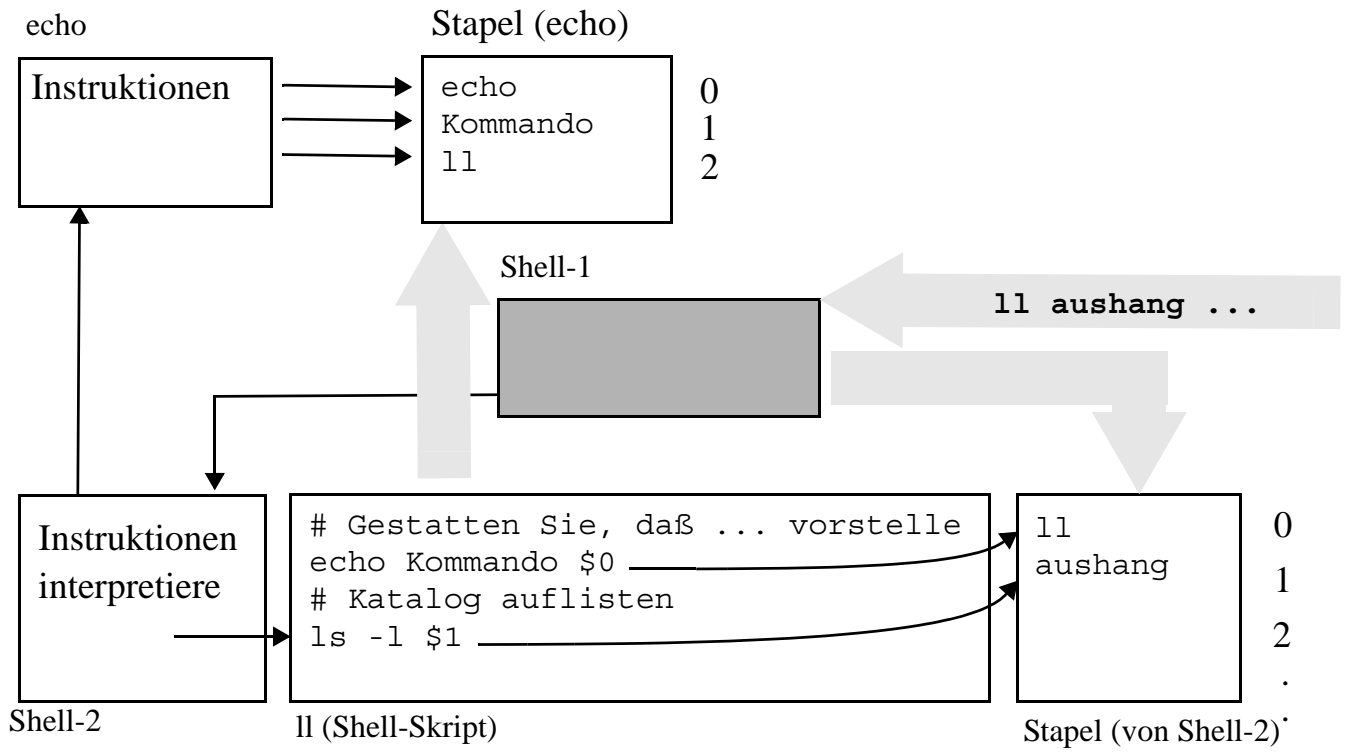 echo
Stapel (echo)
Instruktionen
echo
Kommando
ll
0
1
2
Shell-1
ll aushang ...
Instruktionen
interpretiere
# Gestatten Sie, daß ... vorstelle
echo Kommando $0
# Katalog auflisten
ls -l $1
ll
aushang
0
1
2
.
.
Shell-2
ll (Shell-Skript)
Stapel (von Shell-2)